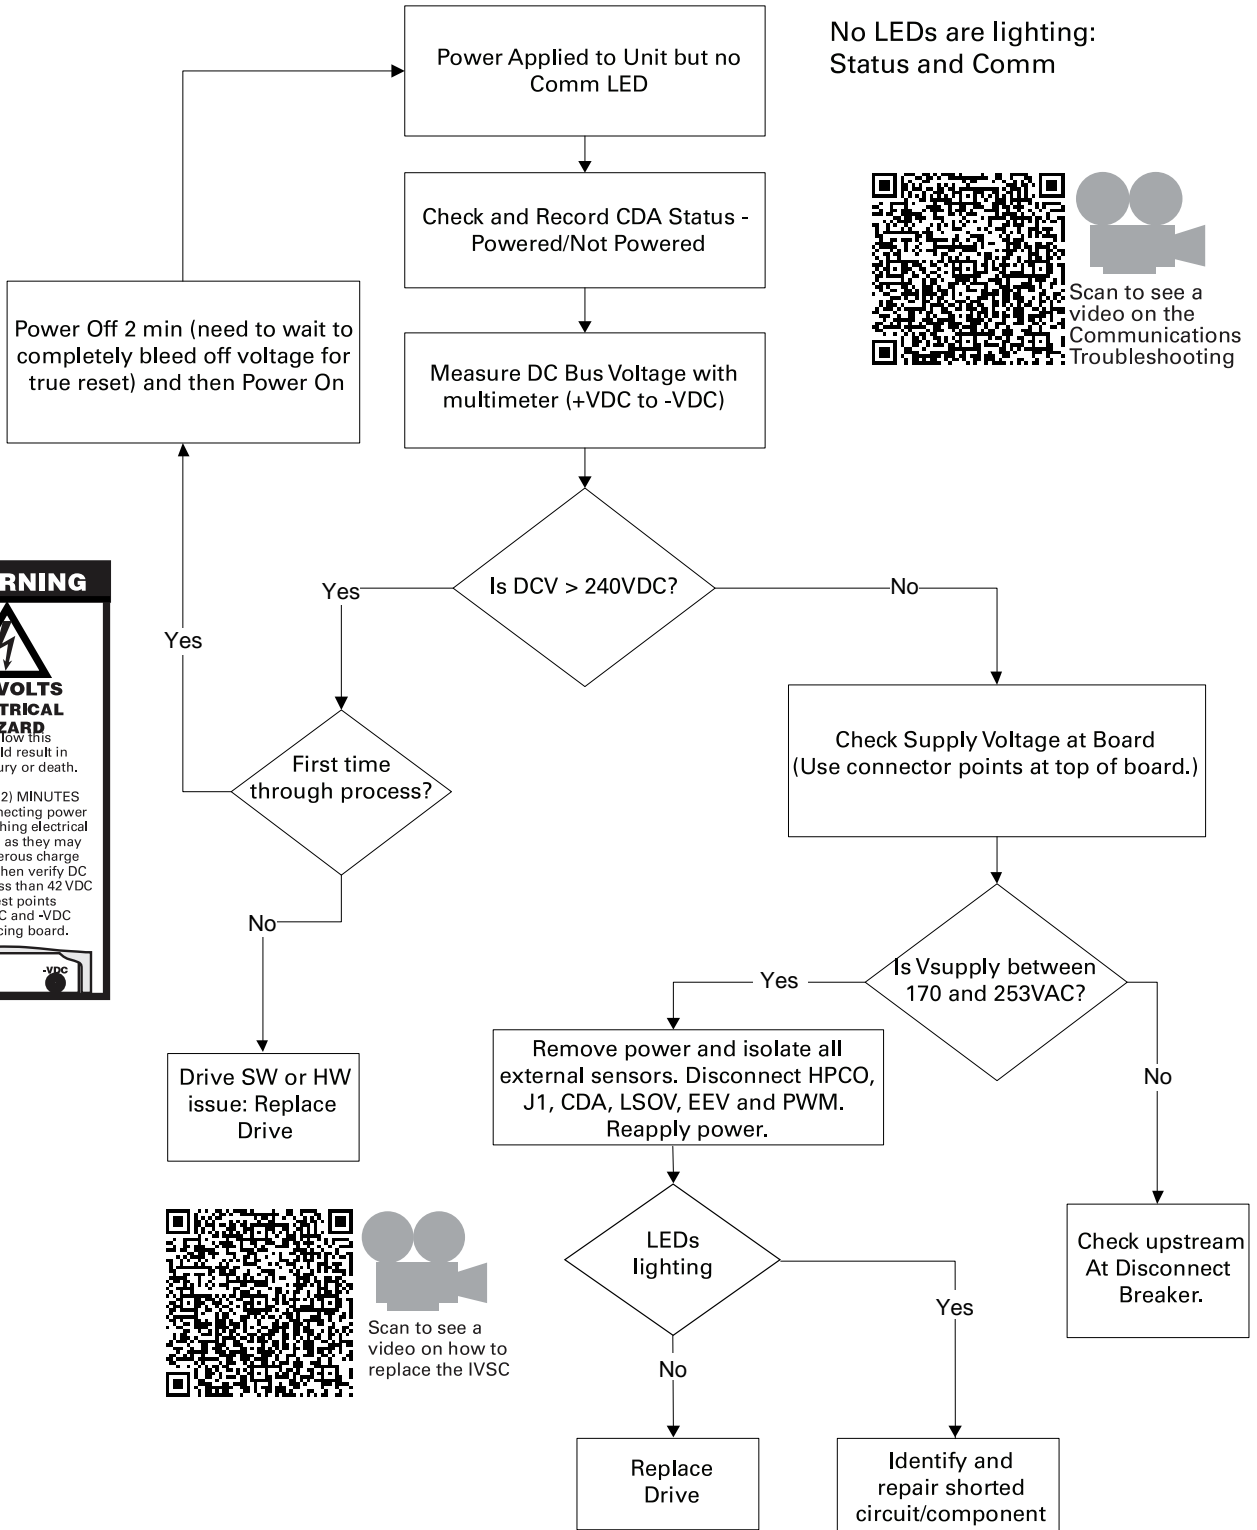 No LEDs are lighting:
Status and Comm
Power Applied to Unit but no
Comm LED
Check and Record CDA Status -
Powered/Not Powered
Scan to see a
video on the
Communications
Troubleshooting
Power Off 2 min (need to wait to
completely bleed off voltage for
true reset) and then Power On
Measure DC Bus Voltage with
multimeter (+VDC to -VDC)
Is DCV > 240VDC?
Yes
No
Yes
RNING
VOLTS
TRICAL
ZARD
low this
ld result in
ury or death.
2) MINUTES
necting power
hing electrical
as they may
erous charge
hen verify DC
ss than 42 VDC
est points
C and -VDC
cing board.
-VDC
First time
through process?
Check Supply Voltage at Board
(Use connector points at top of board.)
No
Is Vsupply between
170 and 253VAC?
Yes
No
Drive SW or HW
issue: Replace
Drive
Remove power and isolate all
external sensors. Disconnect HPCO,
J1, CDA, LSOV, EEV and PWM.
Reapply power.
LEDs
lighting
Check upstream
At Disconnect
Breaker.
Scan to see a
video on how to
replace the IVSC
No
Yes
Replace
Drive
Identify and
repair shorted
circuit/component